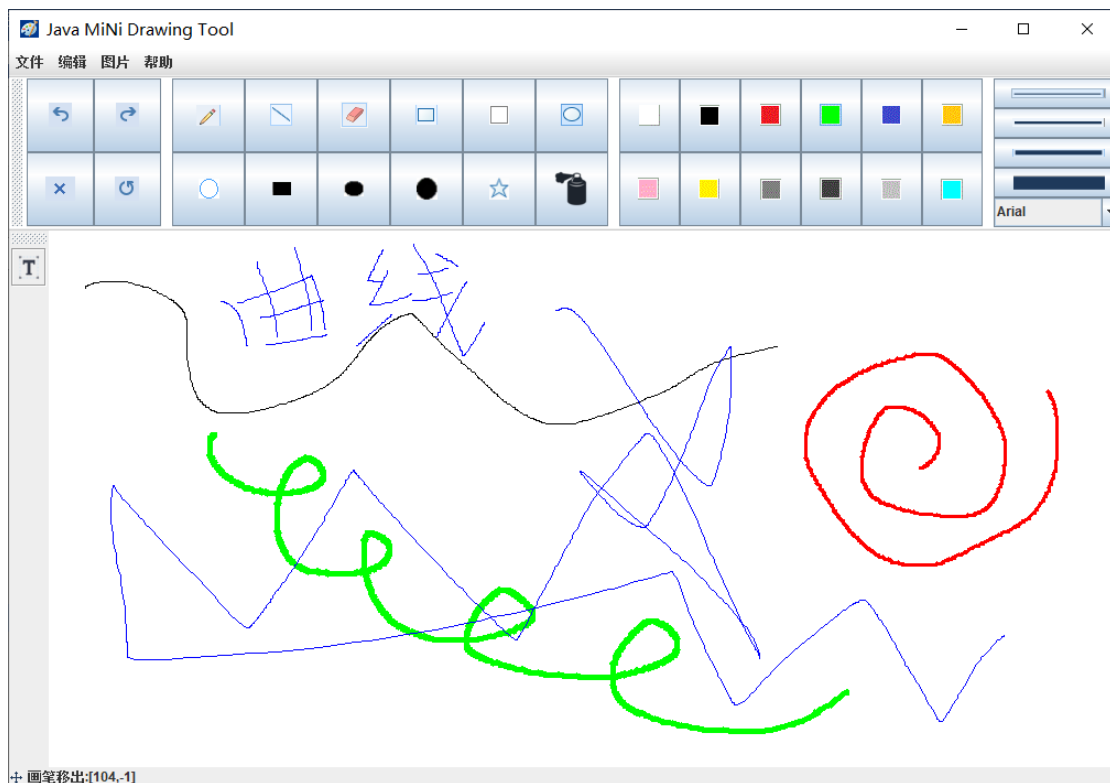 Java MiNi Drawing Tool
文件 编辑 图片 帮助
Arial
T
曲线
画笔移出:[104,-1]